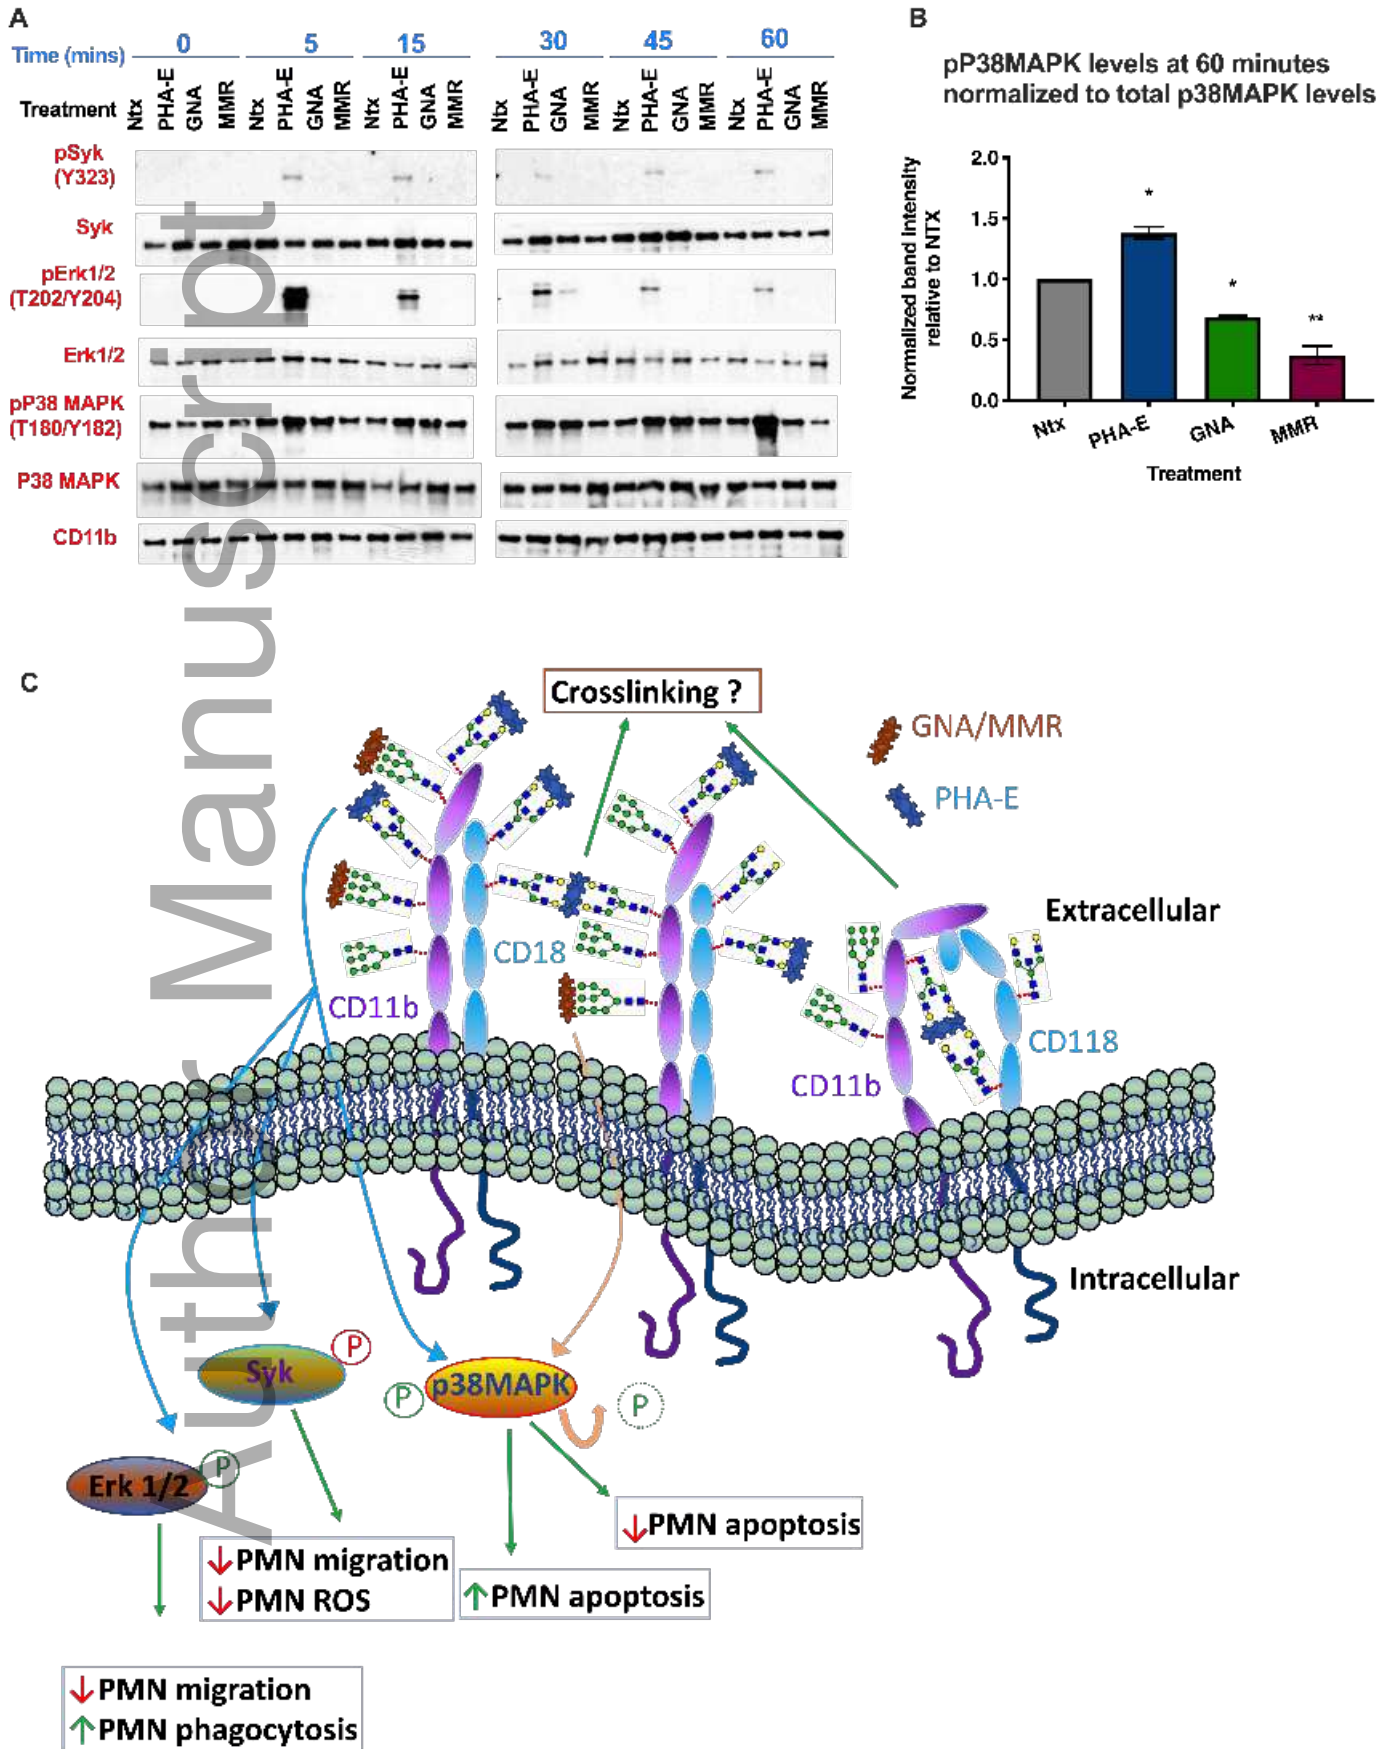 A
Time (mins) 0 5 15 30 45 60
Treatment Ntx PHA-E GNA MMR Ntx PHA-E GNA MMR Ntx PHA-E GNA MMR Ntx PHA-E GNA MMR Ntx PHA-E GNA MMR Ntx PHA-E GNA MMR
pSyk
(Y323)
Syk
pErk1/2
(T202/Y204)
Erk1/2
pP38 MAPK
(T180/Y182)
P38 MAPK
CD11b
B
pP38MAPK levels at 60 minutes
normalized to total p38MAPK levels
Normalized band intensity
relative to NTX
2.0
1.5
1.0
0.5
0.0
*
*
**
Ntx PHA-E GNA MMR
Treatment
C
Crosslinking ?
GNA/MMR
PHA-E
Extracellular
CD18
CD11b
CD118
CD11b
Intracellular
Syk
P
p38MAPK
P
P
Erk 1/2
P
↓PMN apoptosis
↓PMN migration
↓PMN ROS
↑PMN apoptosis
↓PMN migration
↑PMN phagocytosis
Author Manuscript